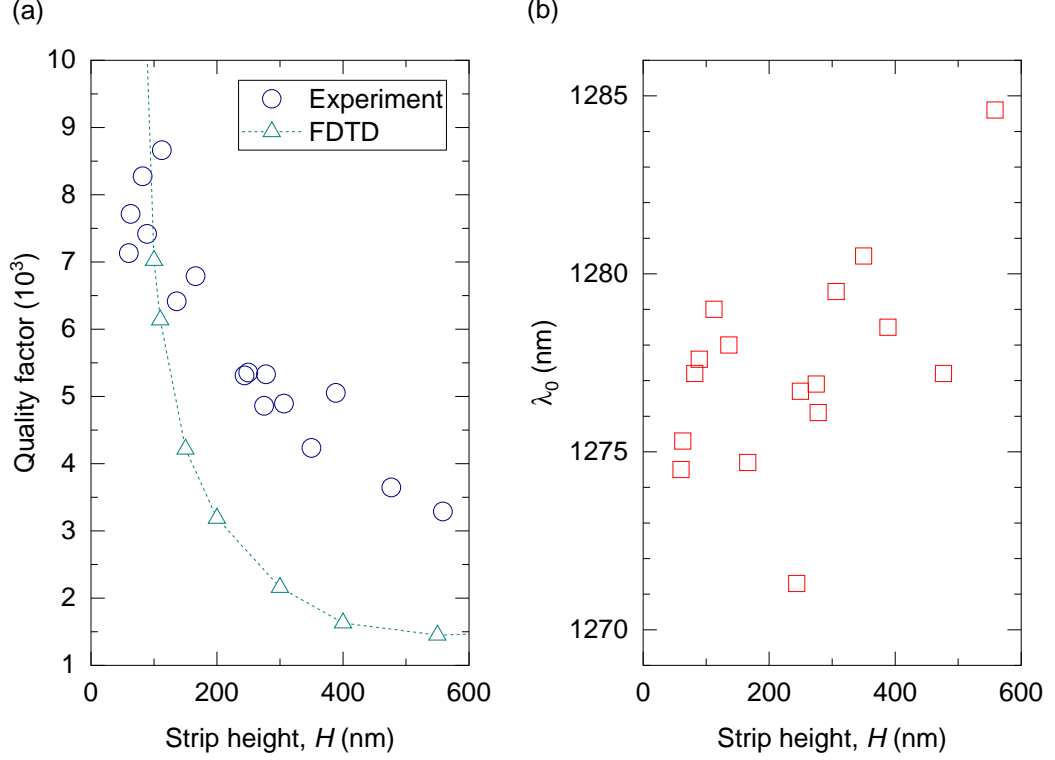 (a)
10
9
8
7
6
5
4
3
2
1
0
200
400
600
Quality factor (10³)
Strip height, H (nm)
Experiment
FDTD
(b)
1285
1280
1275
1270
0
200
400
600
λ₀ (nm)
Strip height, H (nm)